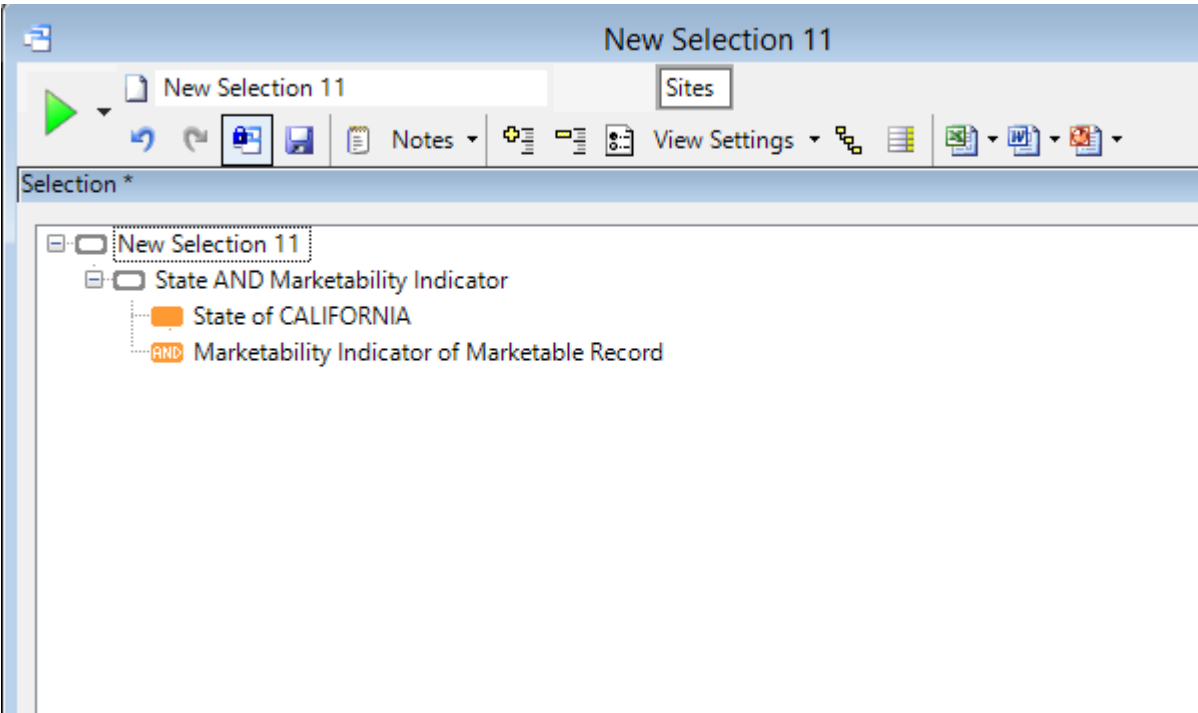 New Selection 11
New Selection 11 Sites
Notes View Settings
Selection *
New Selection 11
State AND Marketability Indicator
State of CALIFORNIA
AND Marketability Indicator of Marketable Record